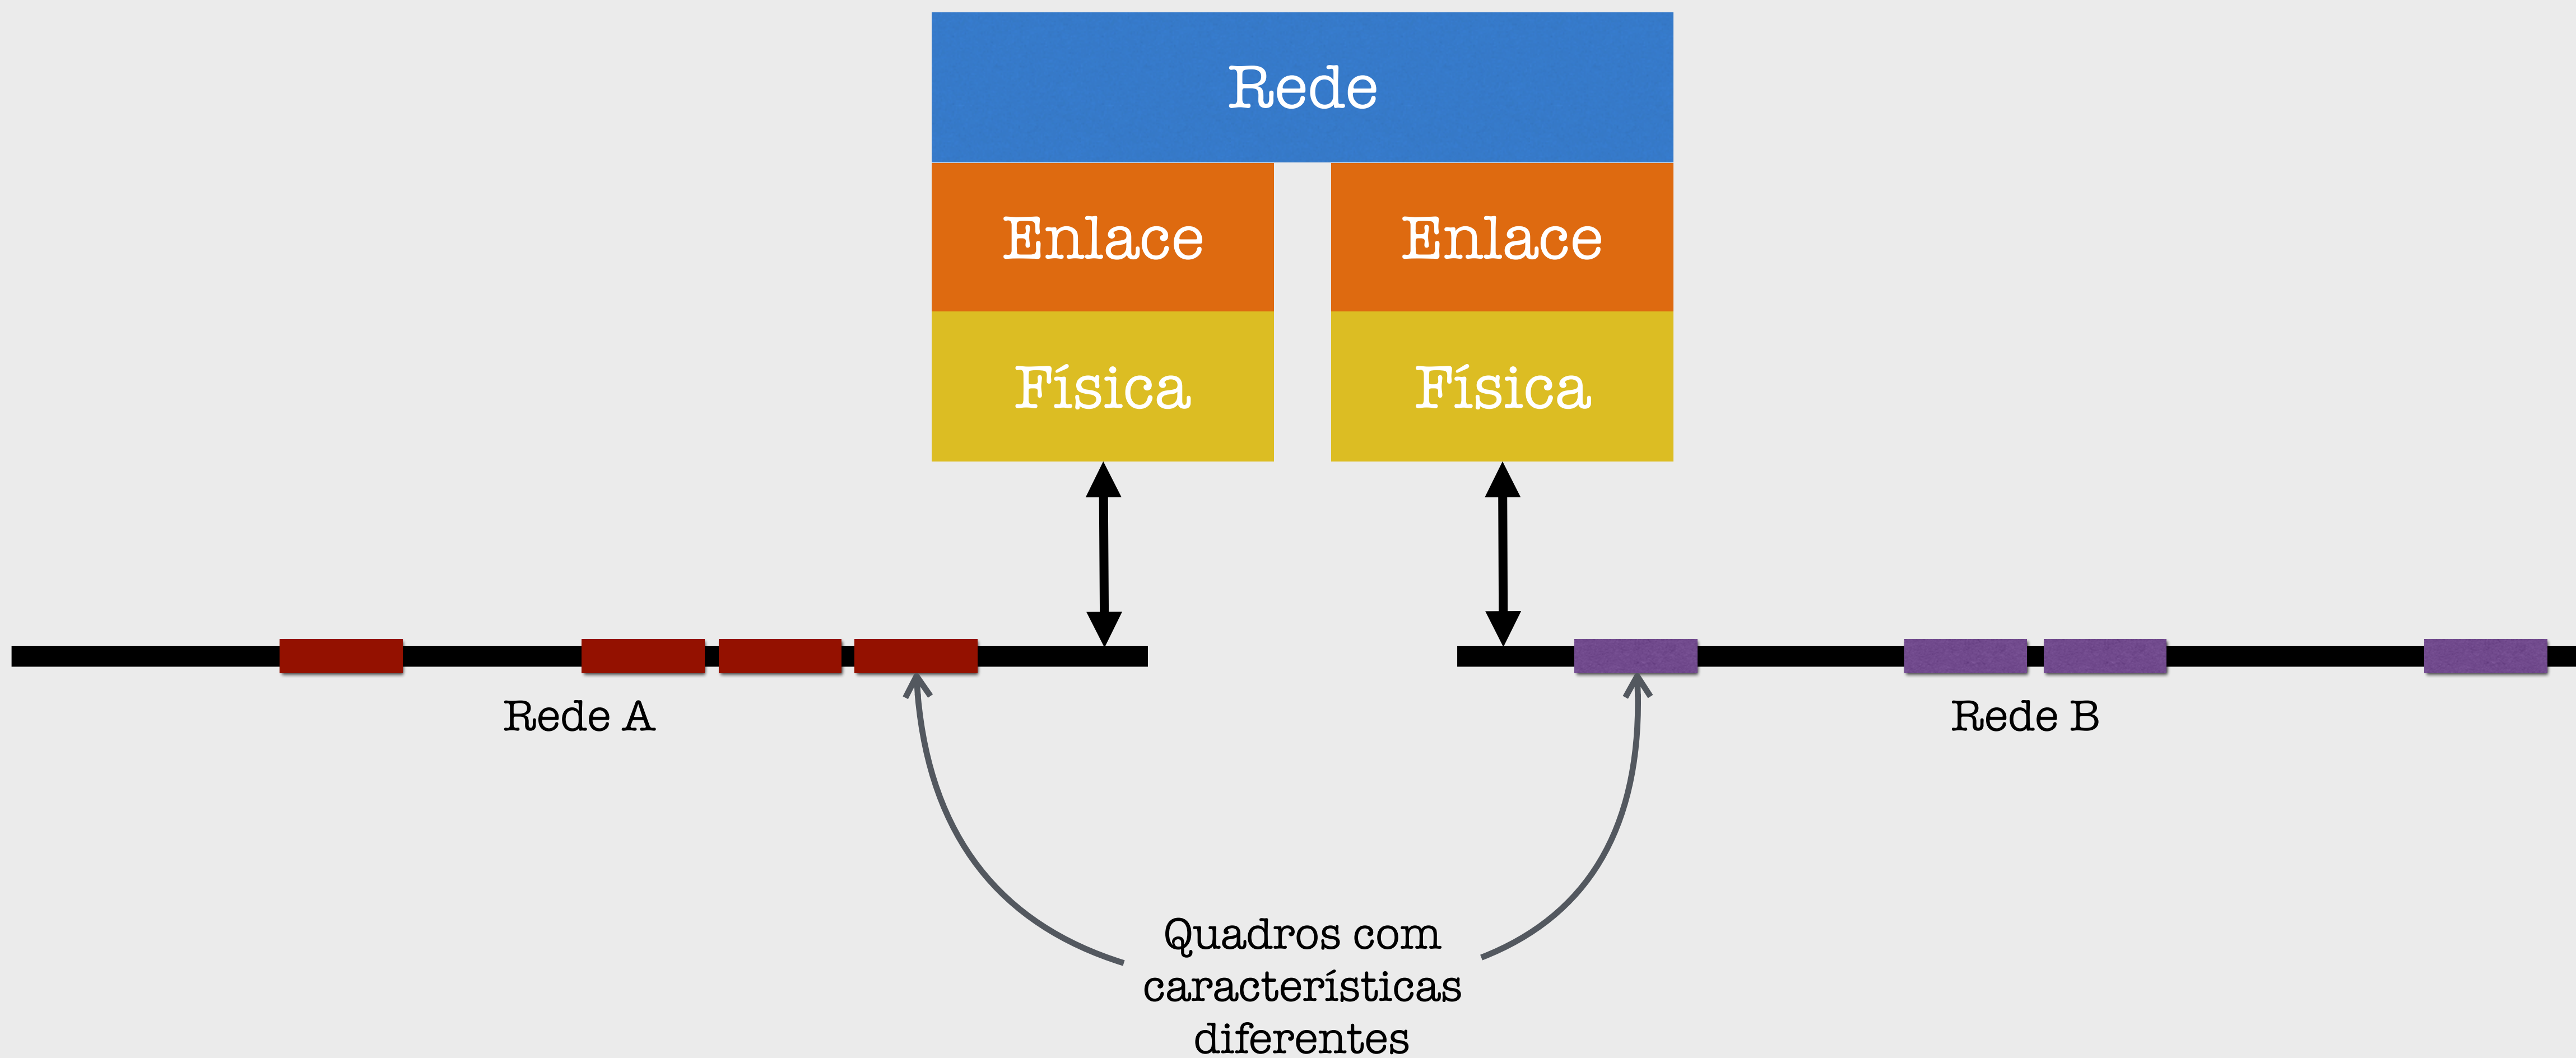 Rede
Enlace
Enlace
Física
Física
Rede A
Rede B
Quadros com
características
diferentes